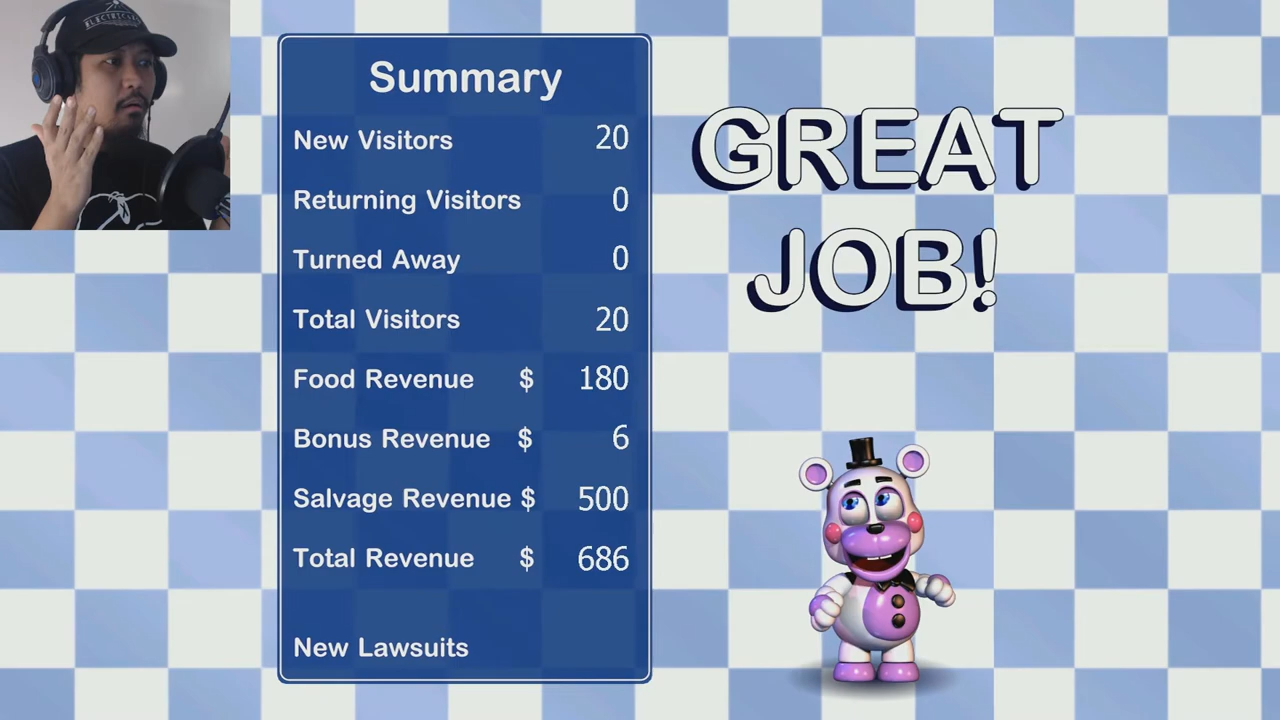 Summary
New Visitors 20
Returning Visitors 0
Turned Away 0
Total Visitors 20
Food Revenue $ 180
Bonus Revenue $ 6
Salvage Revenue $ 500
Total Revenue $ 686
New Lawsuits
GREAT
JOB!